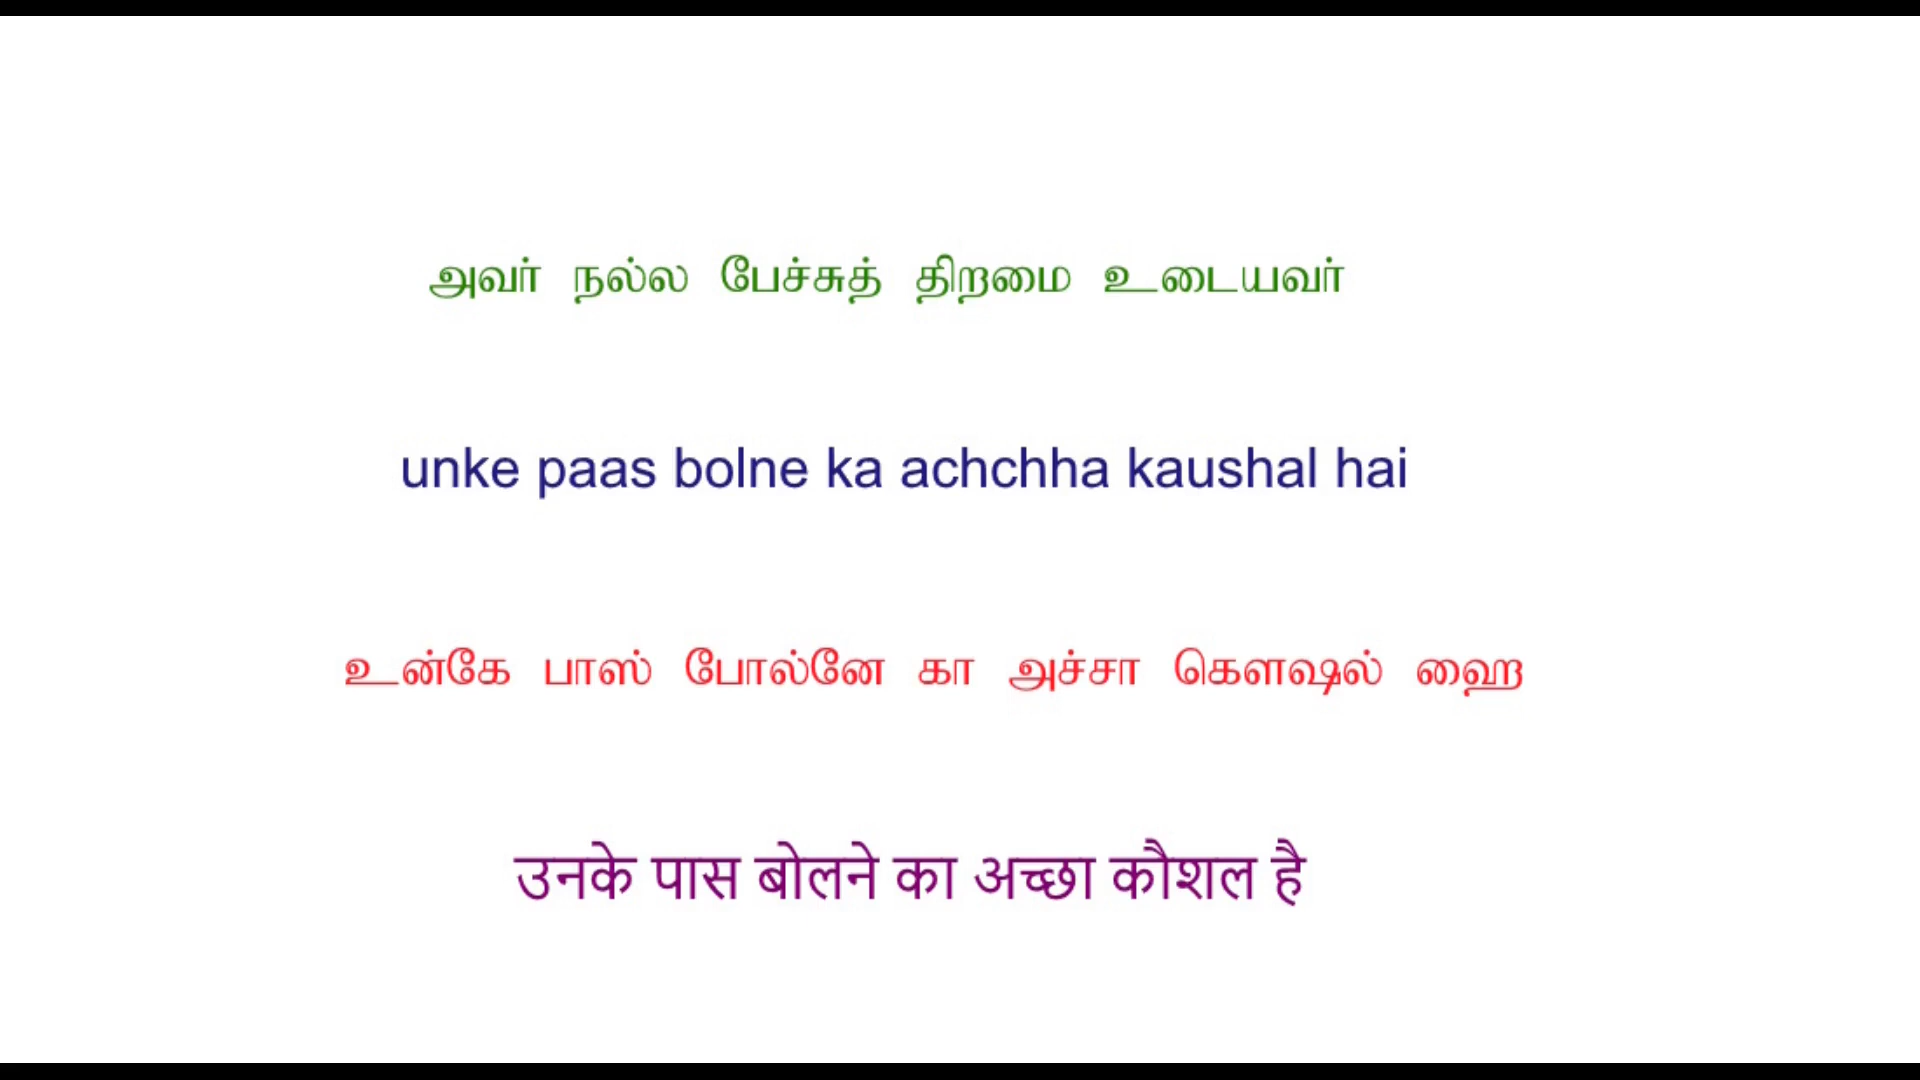 அவர் நல்ல பேச்சுத் திறமை உடையவர்
unke paas bolne ka achchha kaushal hai
உன்கே பாஸ் போல்னே கா அச்சா கௌஷல் ஹை
उनके पास बोलने का अच्छा कौशल है